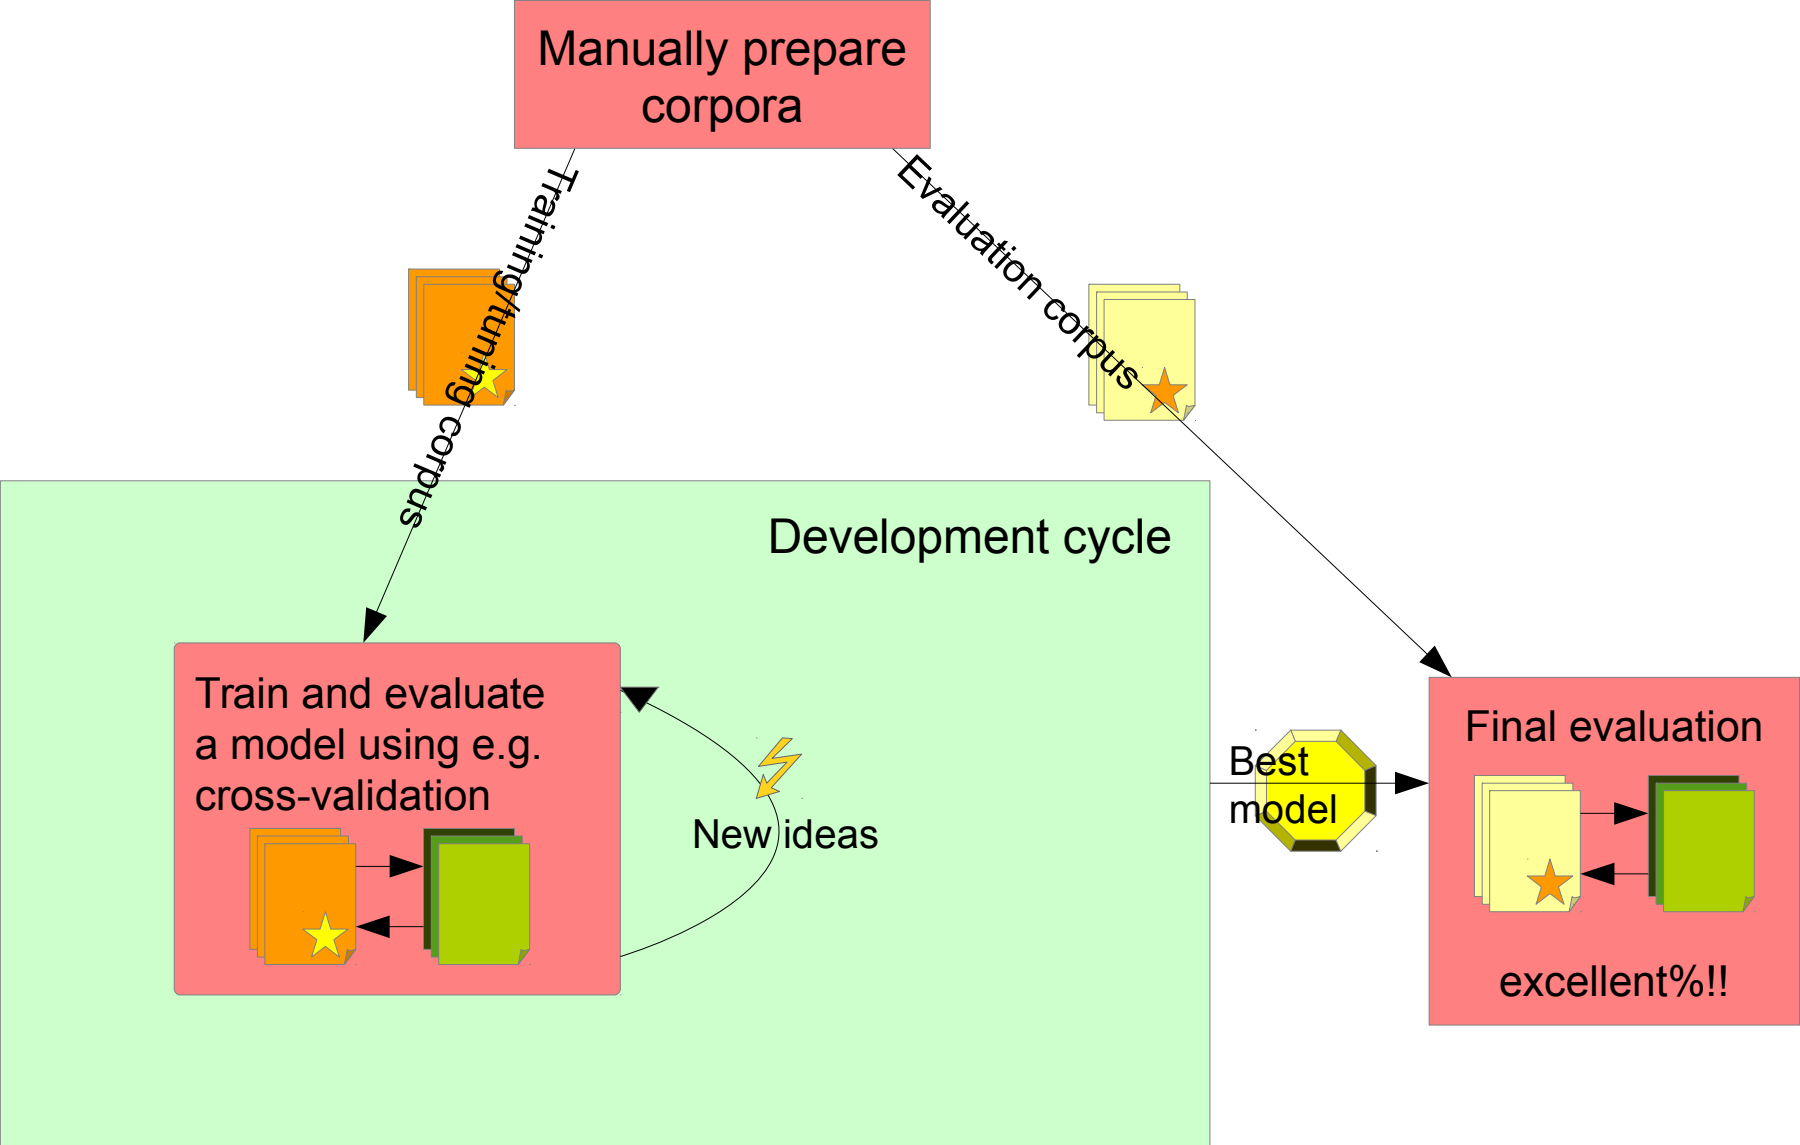 Manually prepare
corpora
Training/tuning corpus
Evaluation corpus
Development cycle
Train and evaluate
a model using e.g.
cross-validation
New ideas
Best
model
Final evaluation
excellent%!!